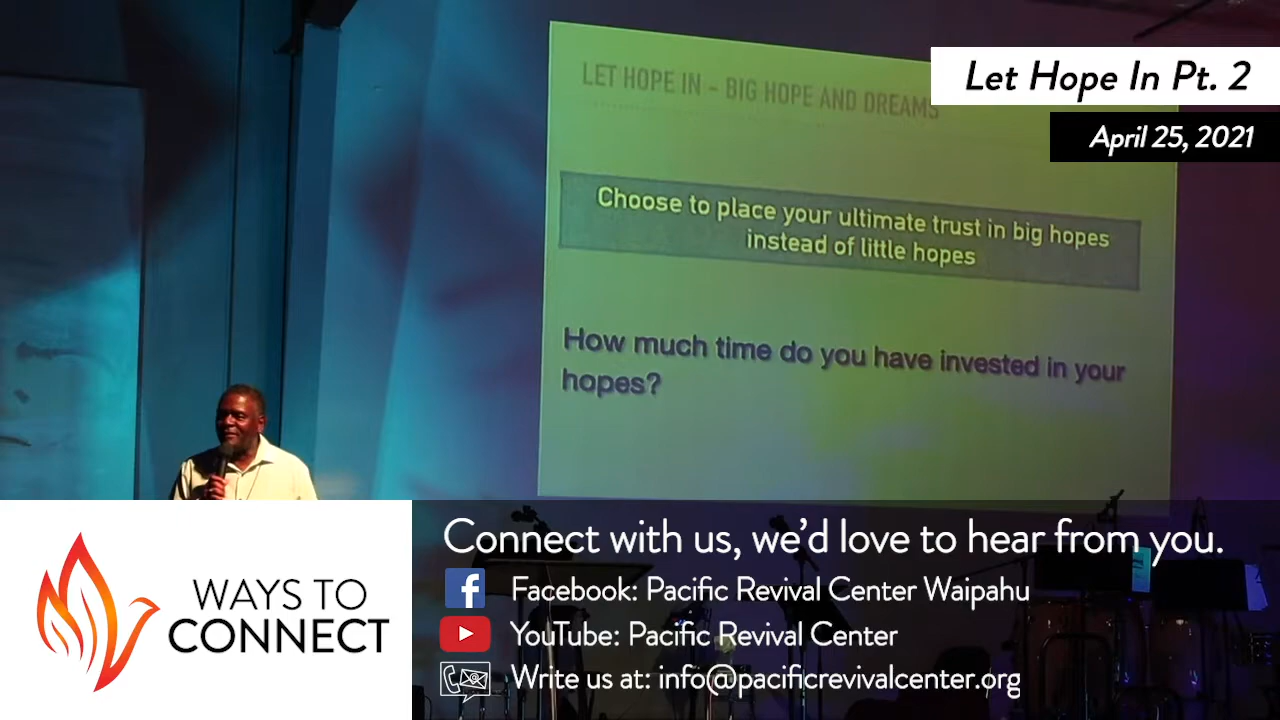 Let Hope In Pt. 2
April 25, 2021
LET HOPE IN - BIG HOPE AND DREAMS
Choose to place your ultimate trust in big hopes
instead of little hopes
How much time do you have invested in your
hopes?
WAYS TO
CONNECT
Connect with us, we'd love to hear from you.
Facebook: Pacific Revival Center Waipahu
YouTube: Pacific Revival Center
Write us at: info@pacificrevivalcenter.org